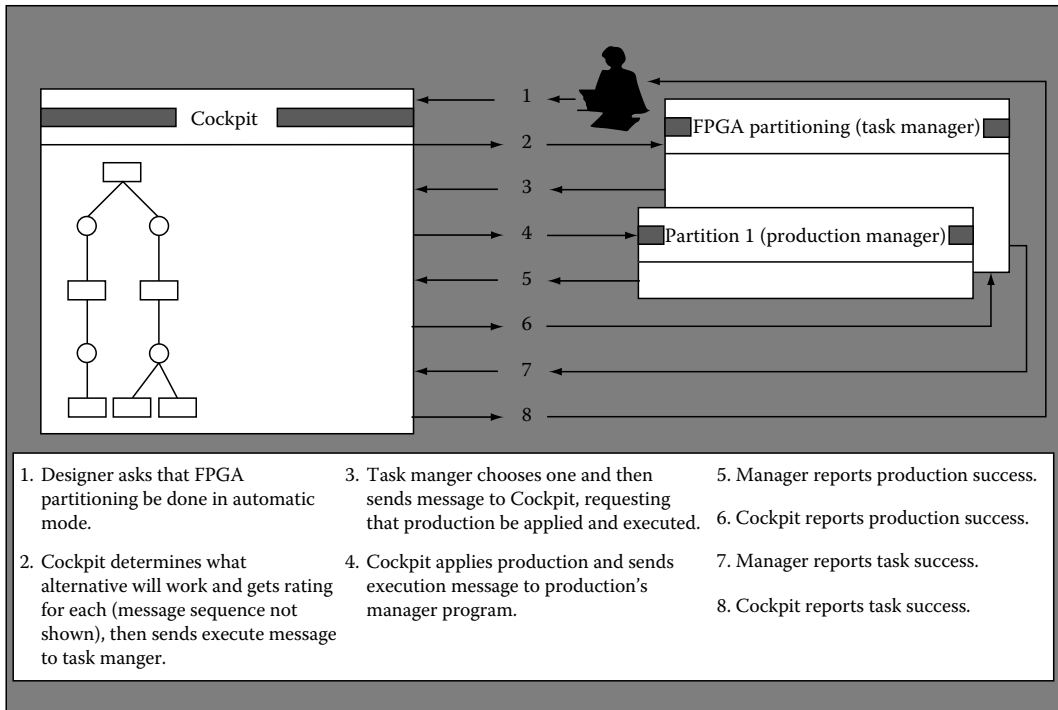 1
Cockpit
FPGA partitioning (task manager)
2
3
4
Partition 1 (production manager)
5
6
7
8
1. Designer asks that FPGA
partitioning be done in automatic
mode.
2. Cockpit determines what
alternative will work and gets rating
for each (message sequence not
shown), then sends execute message
to task manger.
3. Task manger chooses one and then
sends message to Cockpit, requesting
that production be applied and executed.
4. Cockpit applies production and sends
execution message to production’s
manager program.
5. Manager reports production success.
6. Cockpit reports production success.
7. Manager reports task success.
8. Cockpit reports task success.